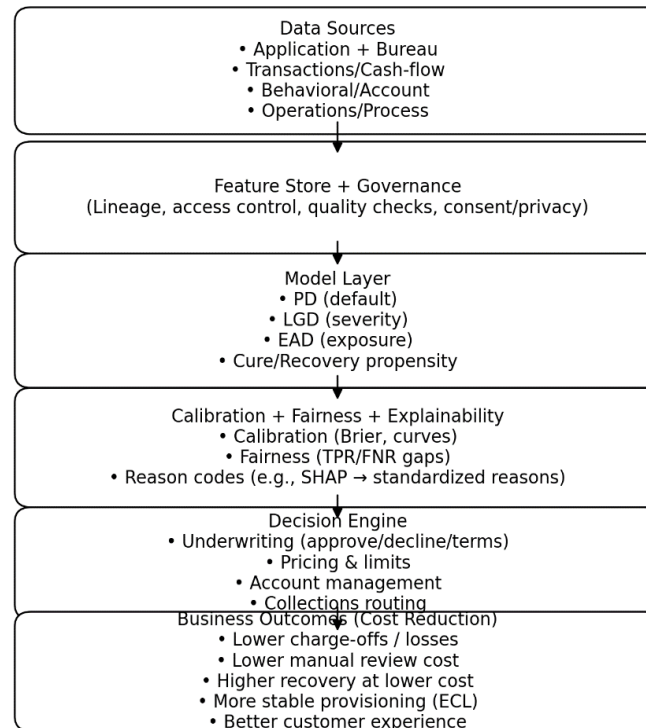 Data Sources
• Application + Bureau
• Transactions/Cash-flow
• Behavioral/Account
• Operations/Process
Feature Store + Governance
(Lineage, access control, quality checks, consent/privacy)
Model Layer
• PD (default)
• LGD (severity)
• EAD (exposure)
• Cure/Recovery propensity
Calibration + Fairness + Explainability
• Calibration (Brier, curves)
• Fairness (TPR/FNR gaps)
• Reason codes (e.g., SHAP → standardized reasons)
Decision Engine
• Underwriting (approve/decline/terms)
• Pricing & limits
• Account management
• Collections routing
Business Outcomes (Cost Reduction)
• Lower charge-offs / losses
• Lower manual review cost
• Higher recovery at lower cost
• More stable provisioning (ECL)
• Better customer experience